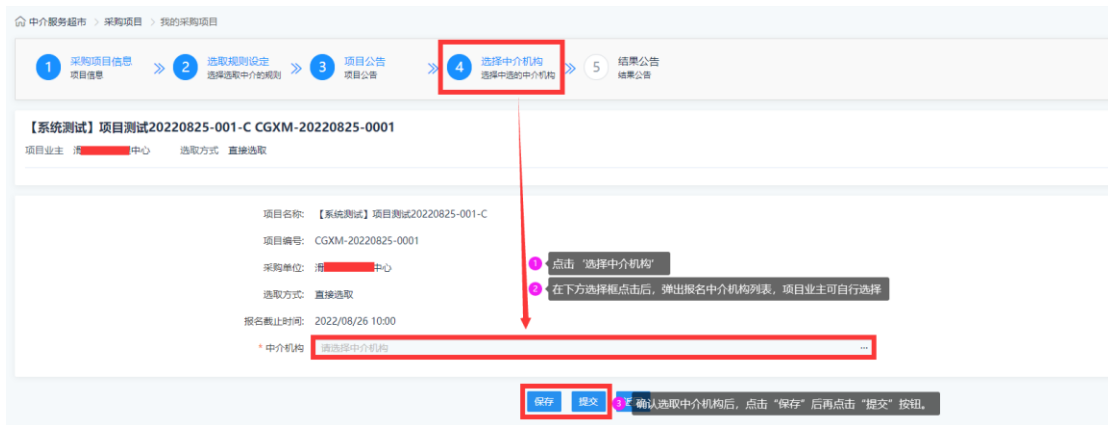 中介服务超市 > 采购项目 > 我的采购项目
1 采购项目信息 » 2 选取规则设定 » 3 项目公告 » 4 选择中介机构 » 5 结果公告
项目信息 选择选取中介的规则 项目公告 选择中选的中介机构 结果公告
【系统测试】项目测试20220825-001-C CGXM-20220825-0001
项目业主 滑 中心 选取方式 直接选取
项目名称: 【系统测试】项目测试20220825-001-C
项目编号: CGXM-20220825-0001
采购单位: 滑 中心
1 点击‘选择中介机构’
2 在下方选择框点击后，弹出报名中介机构列表，项目业主可自行选择
选取方式: 直接选取
报名截止时间: 2022/08/26 10:00
* 中介机构 请选择中介机构 ...
保存 提交
3 确认选取中介机构后，点击“保存”后再点击“提交”按钮。